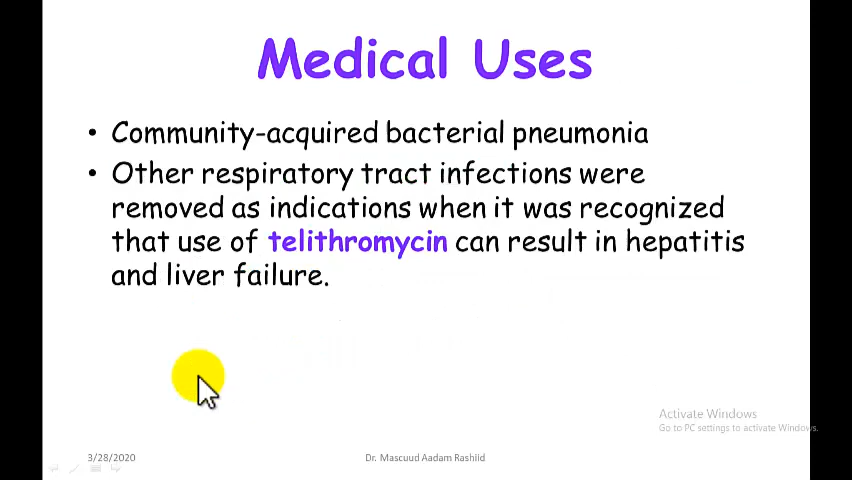 Medical Uses
• Community-acquired bacterial pneumonia
• Other respiratory tract infections were
removed as indications when it was recognized
that use of telithromycin can result in hepatitis
and liver failure.
Activate Windows
Go to PC settings to activate Windows.
3/28/2020
Dr. Mascuud Aadam Rashiid